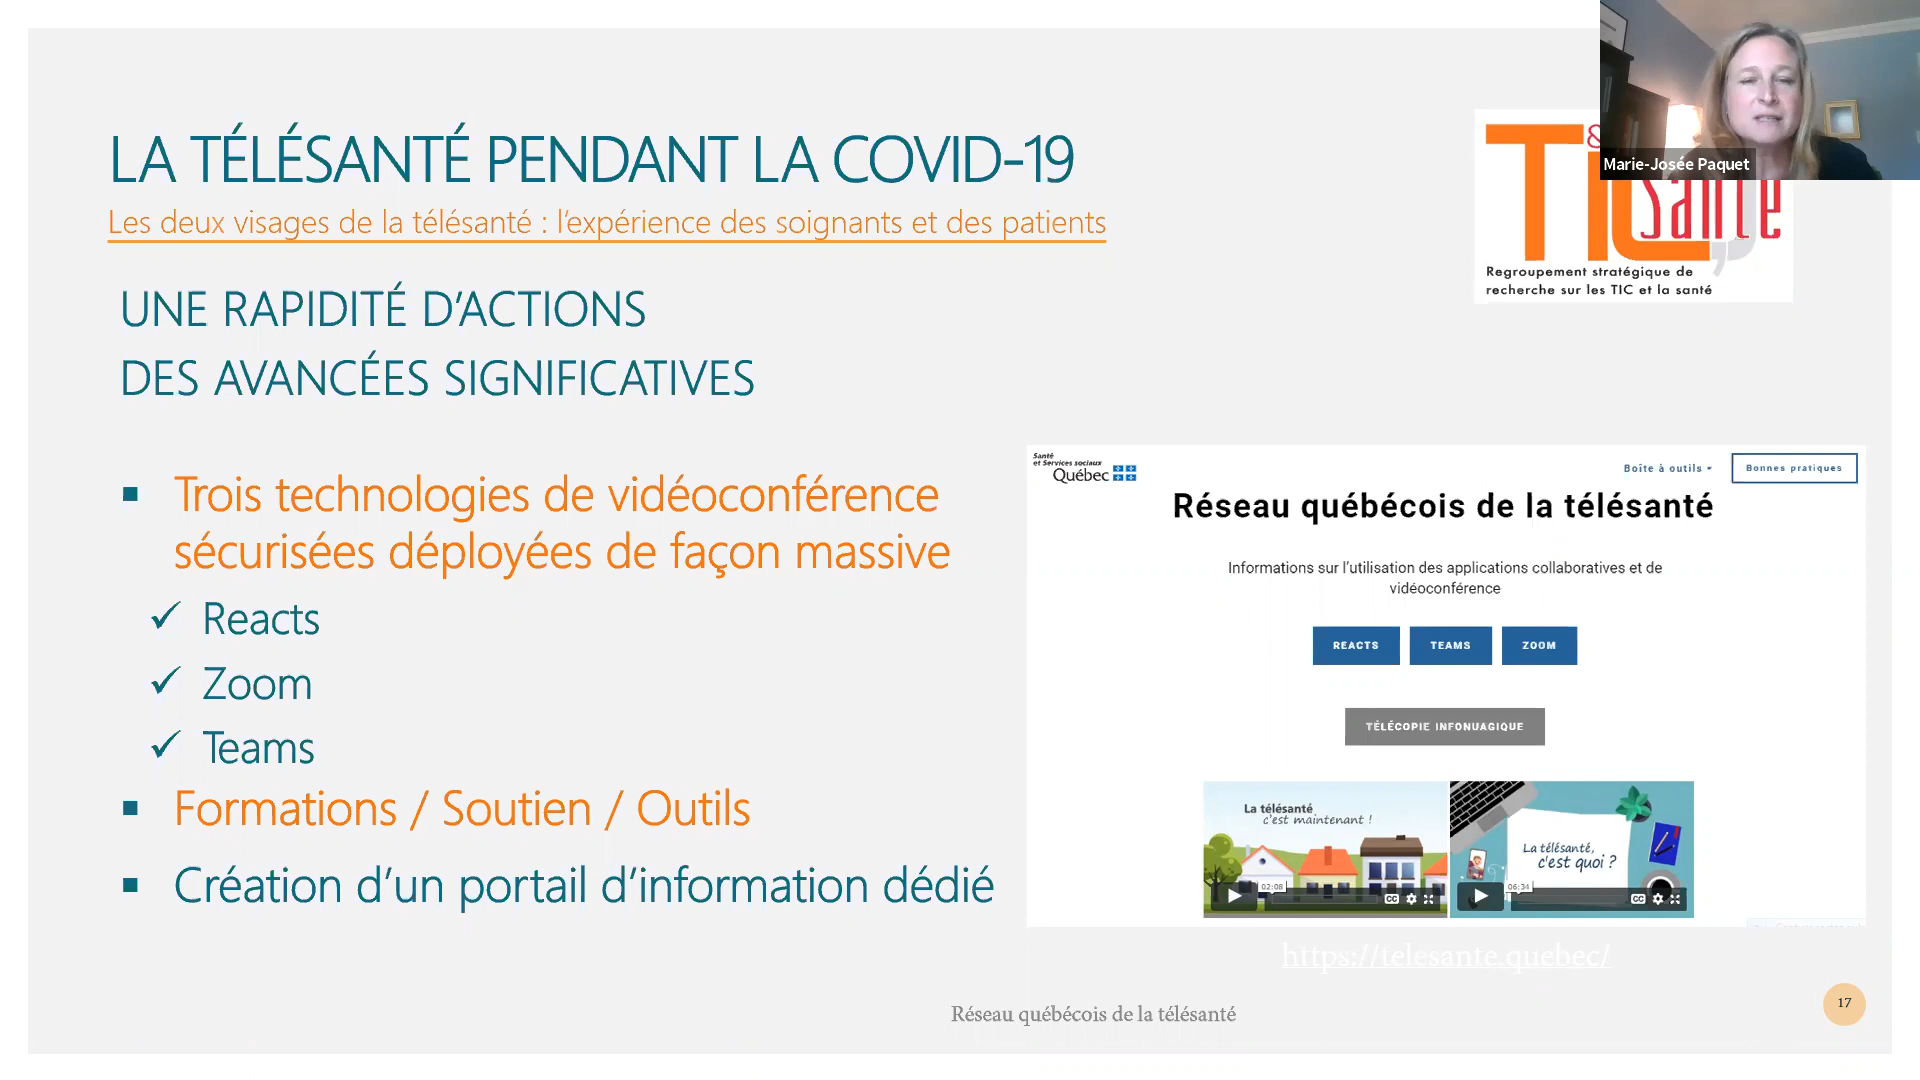 LA TÉLÉSANTÉ PENDANT LA COVID-19
Les deux visages de la télésanté : l'expérience des soignants et des patients
UNE RAPIDITÉ D'ACTIONS
DES AVANCÉES SIGNIFICATIVES
Trois technologies de vidéoconférence
sécurisées déployées de façon massive
Reacts
Zoom
Teams
Formations / Soutien / Outils
Création d'un portail d'information dédié
Marie-Josée Paquet
TIC
&
santé
Regroupement stratégique de
recherche sur les TIC et la santé
Santé
et Services sociaux
Québec
Boîte à outils
Bonnes pratiques
Réseau québécois de la télésanté
Informations sur l'utilisation des applications collaboratives et de
vidéoconférence
REACTS
TEAMS
ZOOM
TÉLÉCOPIE INFONUAGIQUE
La télésanté
c'est maintenant !
02:08
CC
La télésanté,
c'est quoi ?
06:34
CC
https://telesante.quebec/
Réseau québécois de la télésanté
17